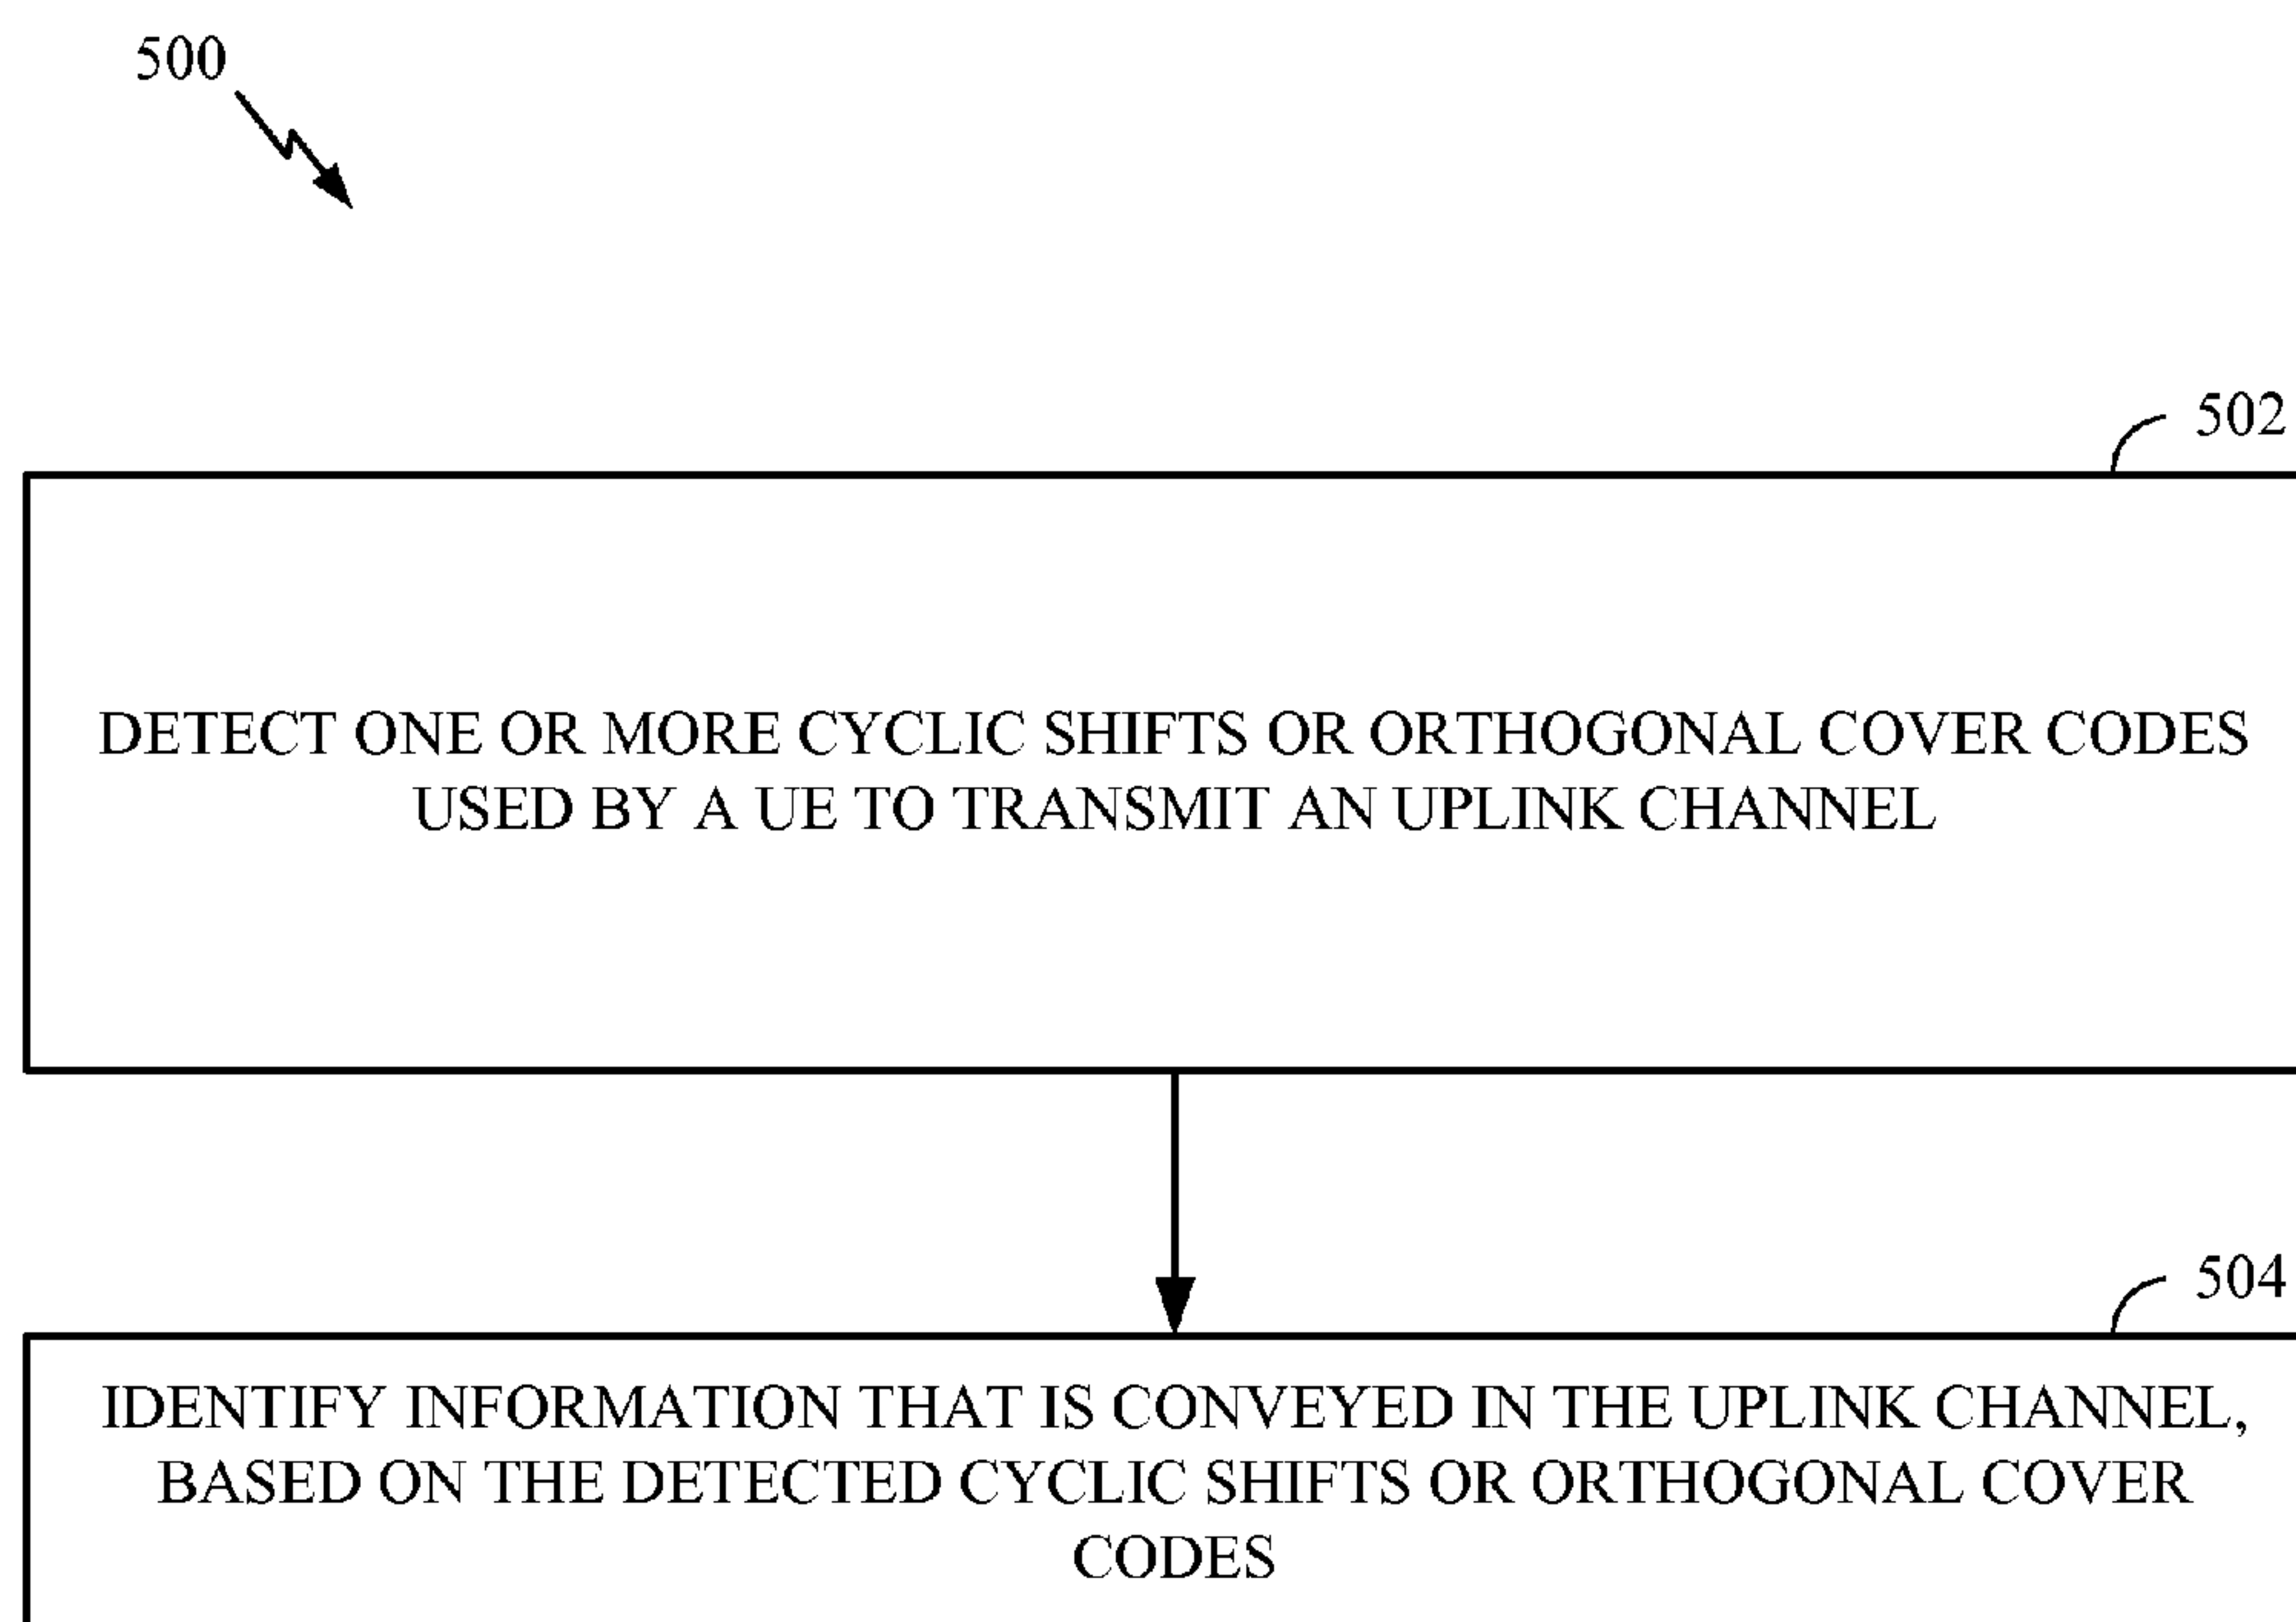 500
502
DETECT ONE OR MORE CYCLIC SHIFTS OR ORTHOGONAL COVER CODES
USED BY A UE TO TRANSMIT AN UPLINK CHANNEL
504
IDENTIFY INFORMATION THAT IS CONVEYED IN THE UPLINK CHANNEL,
BASED ON THE DETECTED CYCLIC SHIFTS OR ORTHOGONAL COVER
CODES